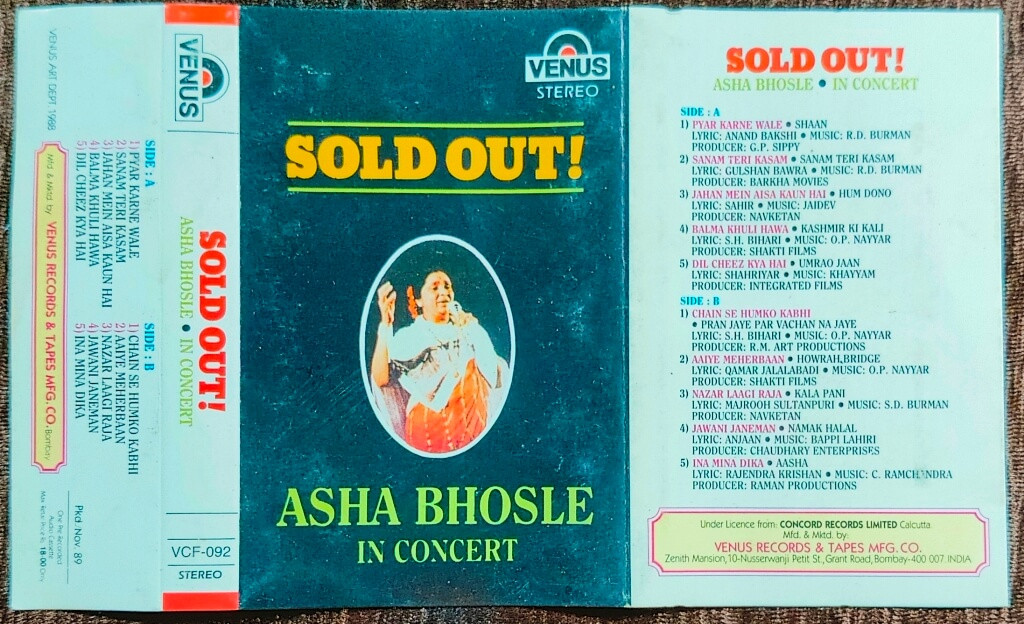 VENUS ART DEPT 1988
SIDE : A
1) PYAR KARNE WALE
2) SANAM TERI KASAM
3) JAHAN MEIN AISA KAUN HAI
4) BALMA KHULI HAWA
5) DIL CHEEZ KYA HAI
SIDE : B
1) CHAIN SE HUMKO KABHI
2) AAIYE MEHERBAAN
3) NAZAR LAAGI RAJA
4) JAWANI JANEMAN
5) INA MINA DIKA
Mfd & Mktd by VENUS RECORDS & TAPES MFG. CO. Bombay
Pkd Nov 89
One Pre Recorded
Audio Cassette
Max Retail Price Rs 18.00 Only
VENUS
SOLD OUT!
ASHA BHOSLE • IN CONCERT
VCF-092
STEREO
VENUS
STEREO
SOLD OUT!
ASHA BHOSLE
IN CONCERT
SOLD OUT!
ASHA BHOSLE • IN CONCERT
SIDE : A
1) PYAR KARNE WALE • SHAAN
LYRIC: ANAND BAKSHI • MUSIC: R.D. BURMAN
PRODUCER: G.P. SIPPY
2) SANAM TERI KASAM • SANAM TERI KASAM
LYRIC: GULSHAN BAWRA • MUSIC: R.D. BURMAN
PRODUCER: BARKHA MOVIES
3) JAHAN MEIN AISA KAUN HAI • HUM DONO
LYRIC: SAHIR • MUSIC: JAIDEV
PRODUCER: NAVKETAN
4) BALMA KHULI HAWA • KASHMIR KI KALI
LYRIC: S.H. BIHARI • MUSIC: O.P. NAYYAR
PRODUCER: SHAKTI FILMS
5) DIL CHEEZ KYA HAI • UMRAO JAAN
LYRIC: SHAHRIYAR • MUSIC: KHAYYAM
PRODUCER: INTEGRATED FILMS
SIDE : B
1) CHAIN SE HUMKO KABHI
• PRAN JAYE PAR VACHAN NA JAYE
LYRIC: S.H. BIHARI • MUSIC: O.P. NAYYAR
PRODUCER: R.M. ART PRODUCTIONS
2) AAIYE MEHERBAAN • HOWRAH,BRIDGE
LYRIC: QAMAR JALALABADI • MUSIC: O.P. NAYYAR
PRODUCER: SHAKTI FILMS
3) NAZAR LAAGI RAJA • KALA PANI
LYRIC: MAJROOH SULTANPURI • MUSIC: S.D. BURMAN
PRODUCER: NAVKETAN
4) JAWANI JANEMAN • NAMAK HALAL
LYRIC: ANJAAN • MUSIC: BAPPI LAHIRI
PRODUCER: CHAUDHARY ENTERPRISES
5) INA MINA DIKA • AASHA
LYRIC: RAJENDRA KRISHAN • MUSIC: C. RAMCHANDRA
PRODUCER: RAMAN PRODUCTIONS
Under Licence from: CONCORD RECORDS LIMITED Calcutta.
Mfd. & Mktd. by:
VENUS RECORDS & TAPES MFG. CO.
Zenith Mansion, 10-Nusserwanji Petit St., Grant Road, Bombay-400 007. INDIA.